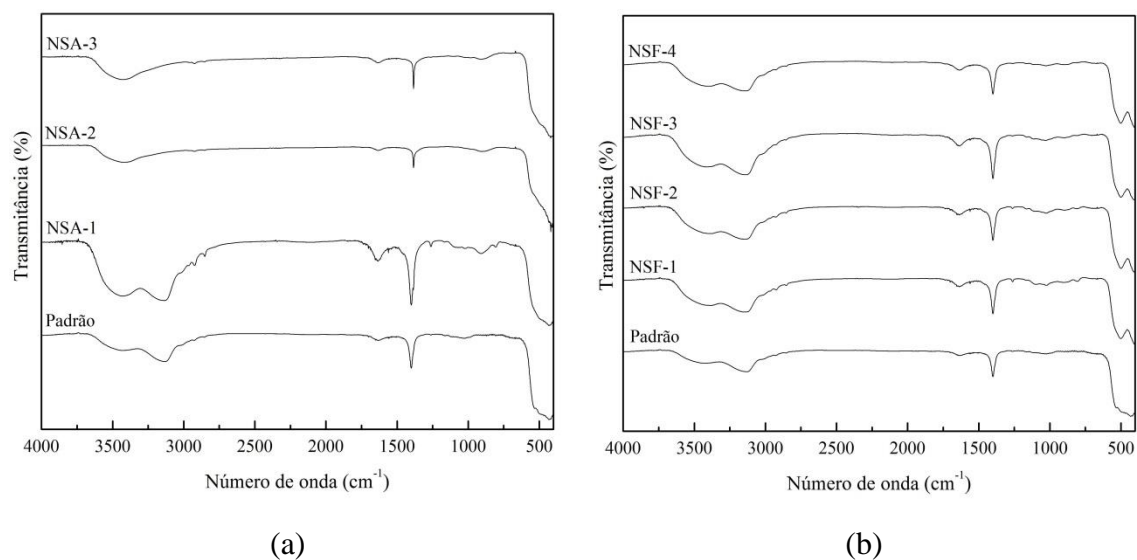 NSA-3
NSA-2
NSA-1
Padrão
Transmitância (%)
4000 3500 3000 2500 2000 1500 1000 500
Número de onda (cm-1)
(a)
NSF-4
NSF-3
NSF-2
NSF-1
Padrão
Transmitância (%)
4000 3500 3000 2500 2000 1500 1000 500
Número de onda (cm-1)
(b)